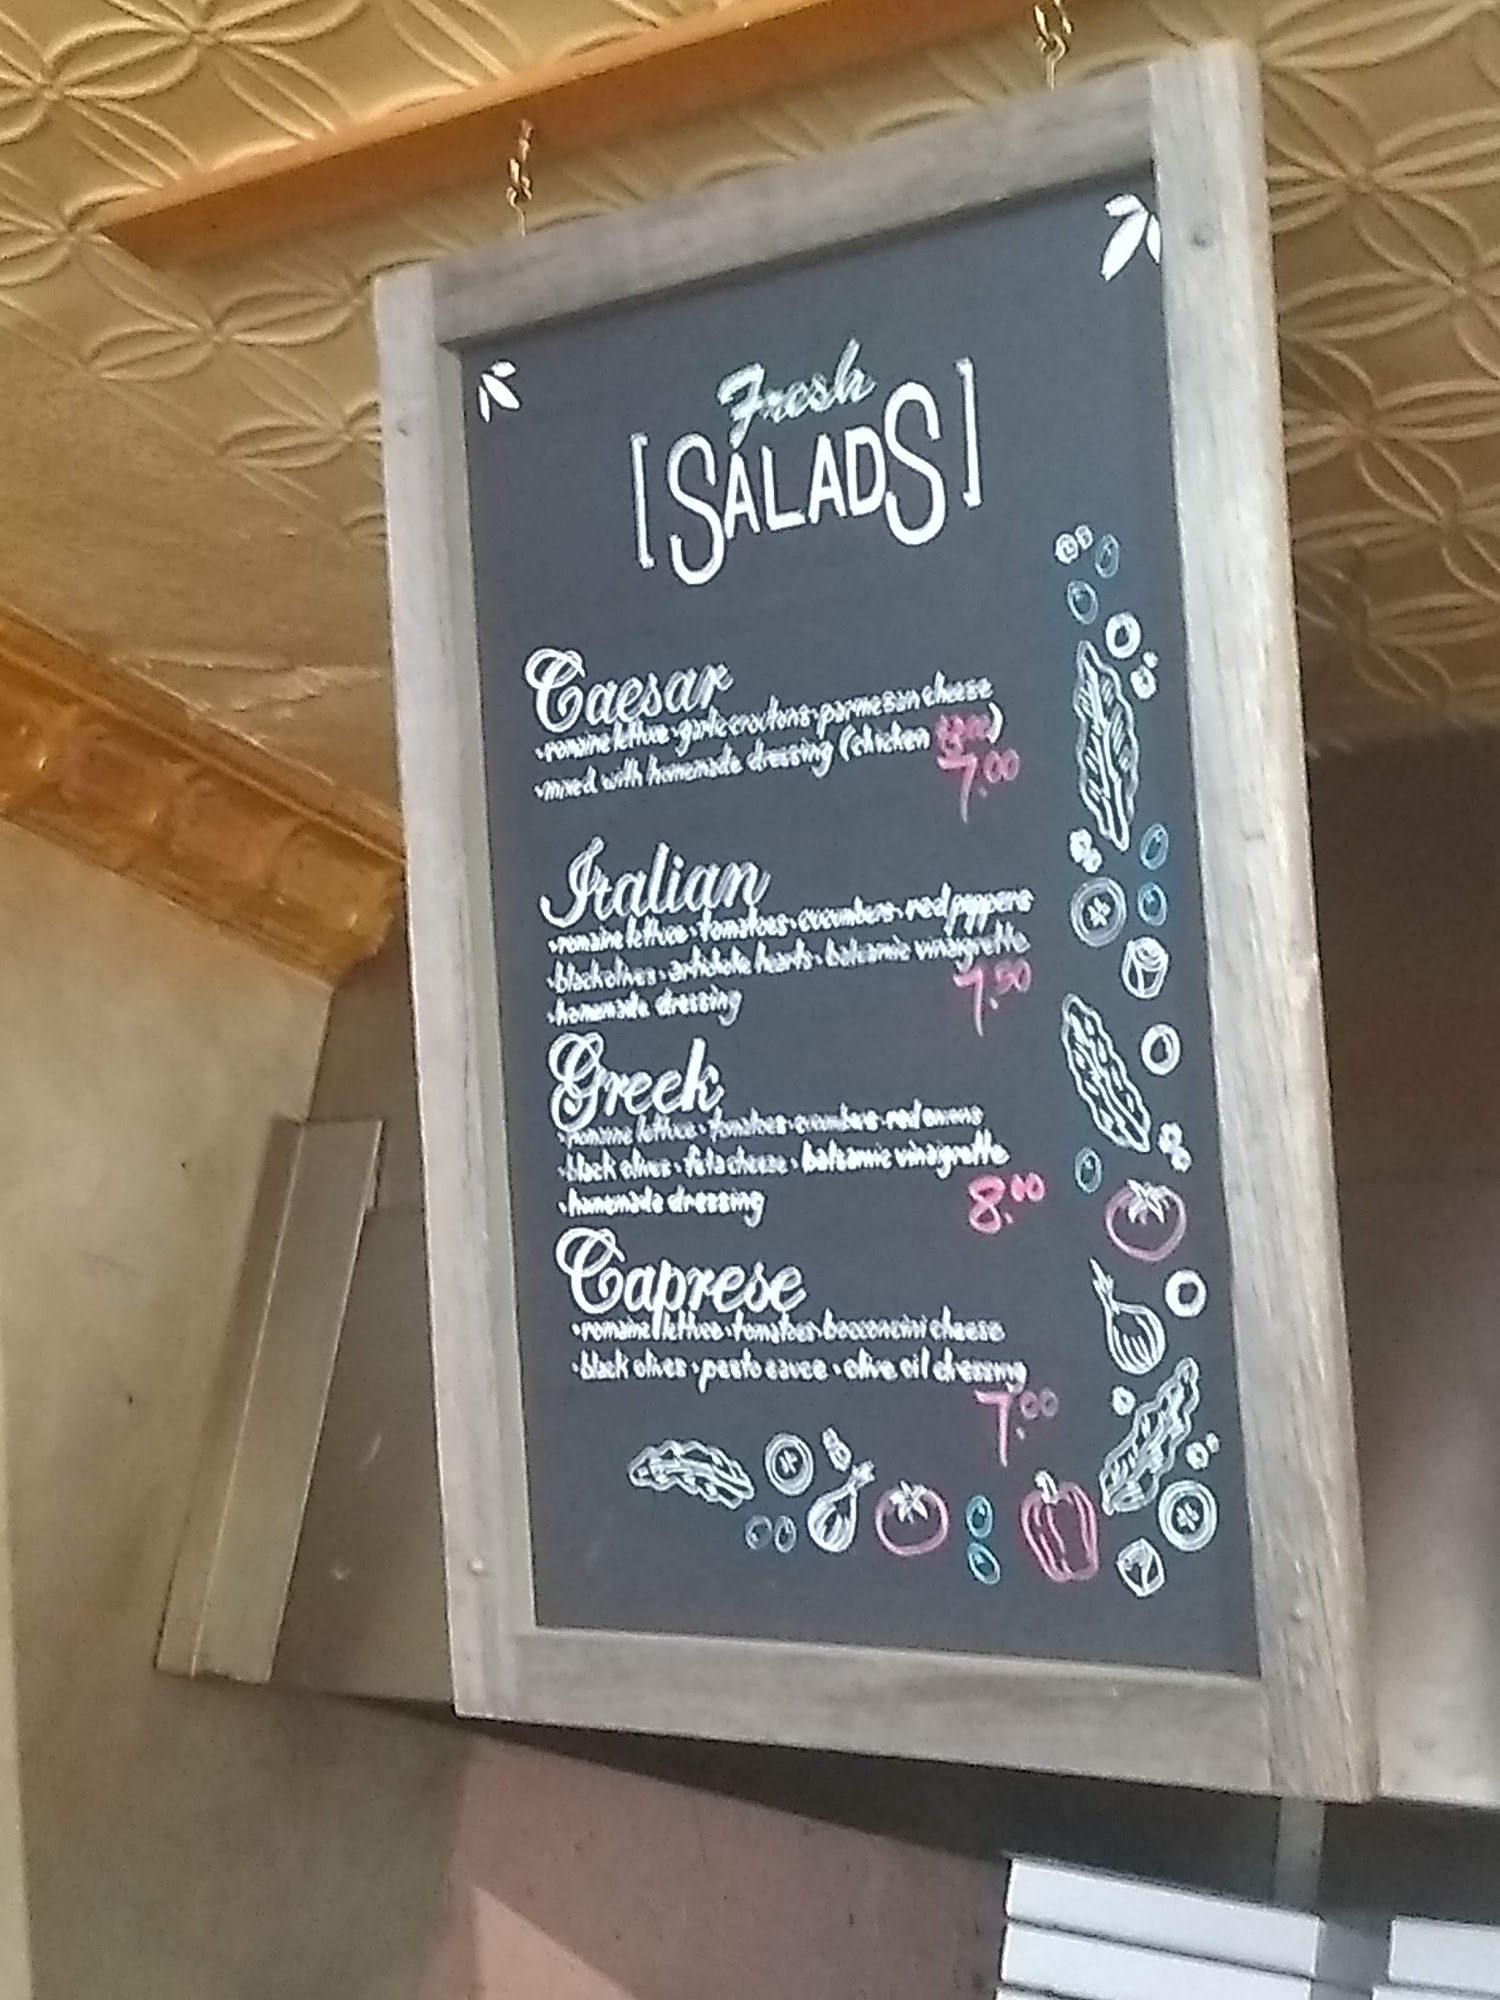 Fresh
[SALADS]
Caesar
·romaine lettuce·garlic croutons·parmesan cheese
·mixed with homemade dressing (chicken
7.00
Italian
·romaine lettuce·tomatoes·cucumbers·red peppers
·black olives·artichoke hearts·balsamic vinaigrette
·homemade dressing
7.50
Greek
·romaine lettuce·tomatoes·cucumbers·red onions
·black olives·feta cheese·balsamic vinaigrette
·homemade dressing
8.00
Caprese
·romaine lettuce·tomatoes·bocconcini cheese
·black olives·pesto sauce·olive oil dressing
7.00